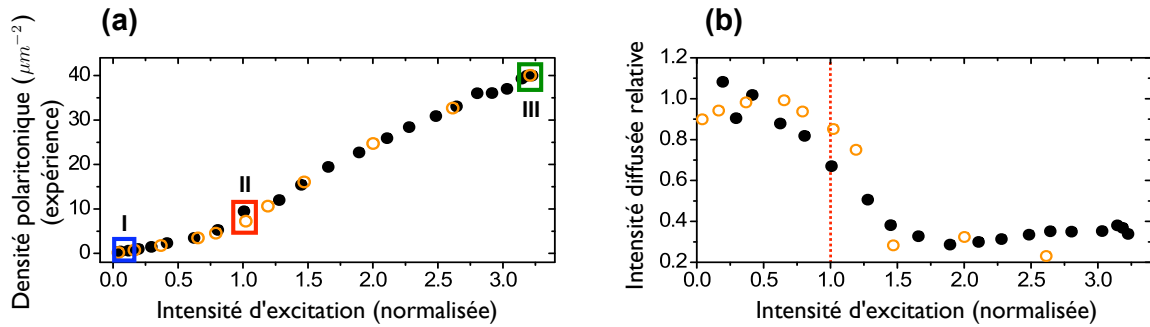 (a)
Densité polaritonique (μm⁻²)
(expérience)
40
30
20
10
0
I
II
III
0.0 0.5 1.0 1.5 2.0 2.5 3.0
Intensité d'excitation (normalisée)
(b)
Intensité diffusée relative
1.2
1.0
0.8
0.6
0.4
0.2
0.0 0.5 1.0 1.5 2.0 2.5 3.0
Intensité d'excitation (normalisée)